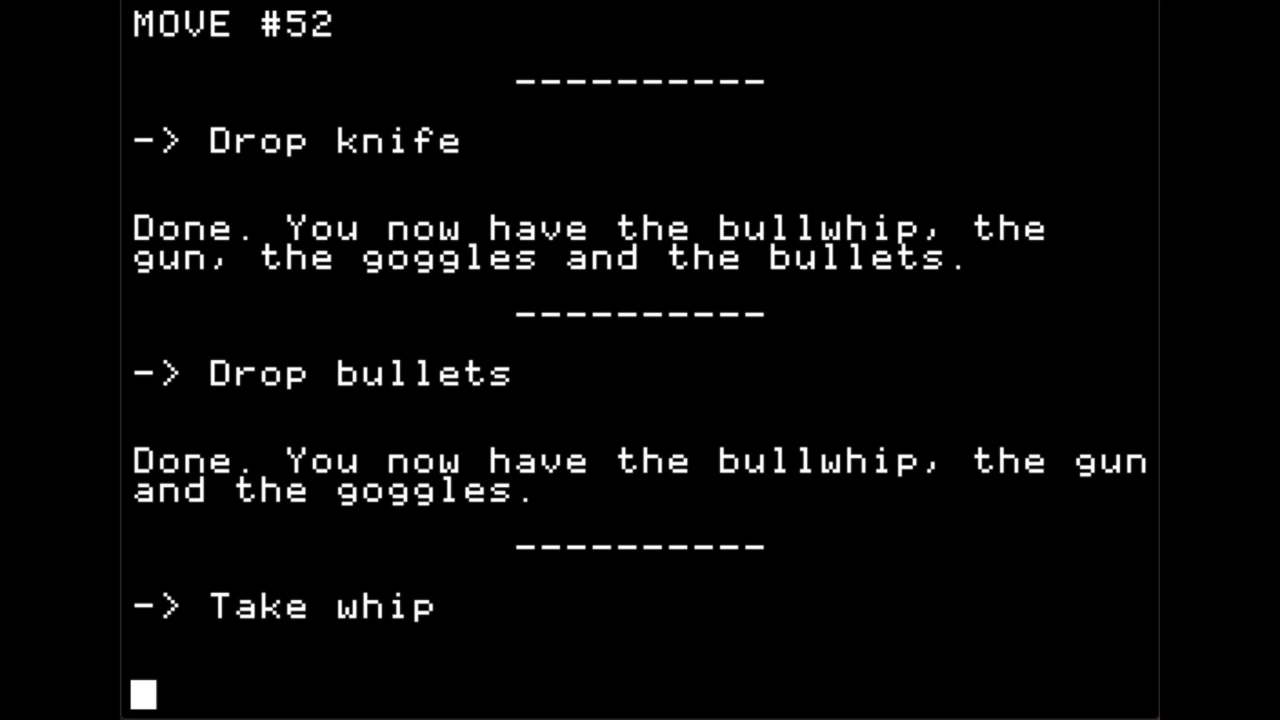 MOVE #52
----------
-> Drop knife
Done. You now have the bullwhip, the
gun, the goggles and the bullets.
----------
-> Drop bullets
Done. You now have the bullwhip, the gun
and the goggles.
----------
-> Take whip